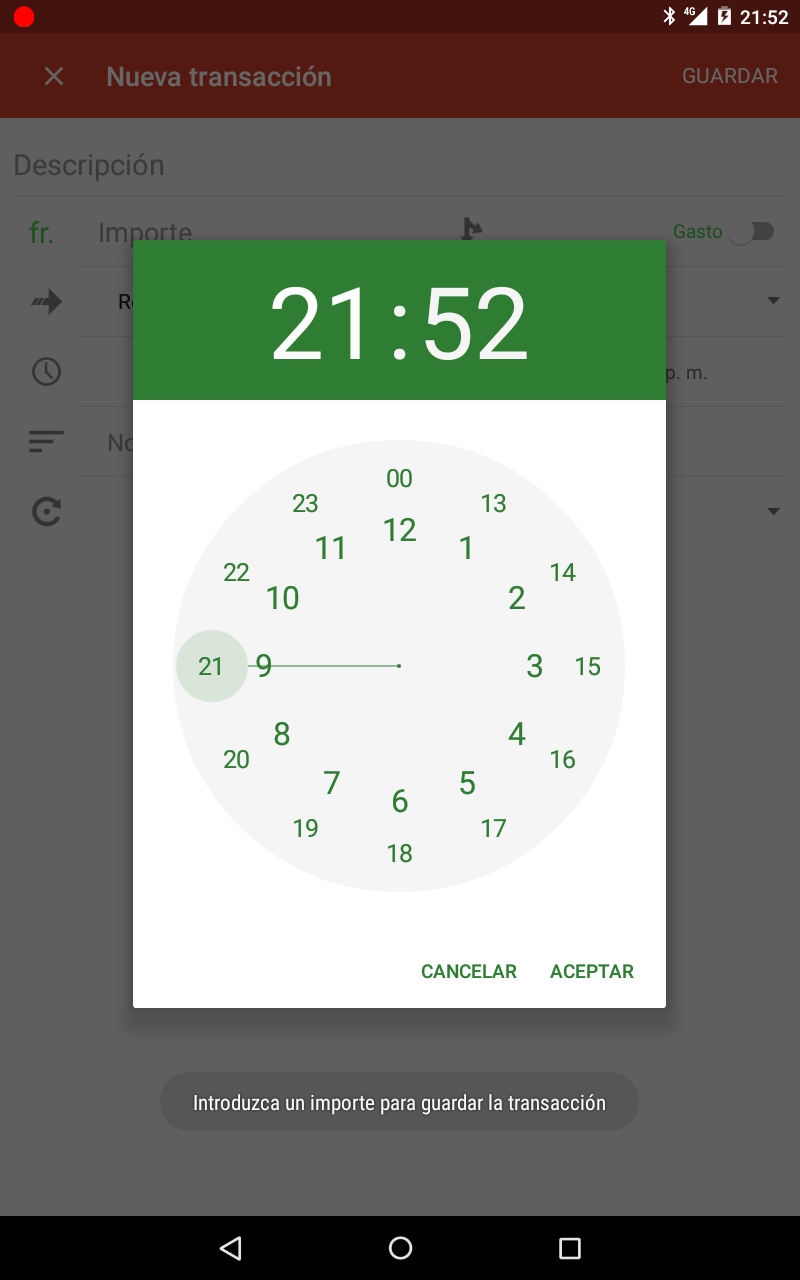 4G 21:52
Nueva transacción GUARDAR
Descripción
fr. Importe Gasto
21:52
p. m.
00
23 13
12
11 1
22 14
10 2
21 9 3 15
8 4
20 16
7 5
6
19 17
18
CANCELAR ACEPTAR
Introduzca un importe para guardar la transacción